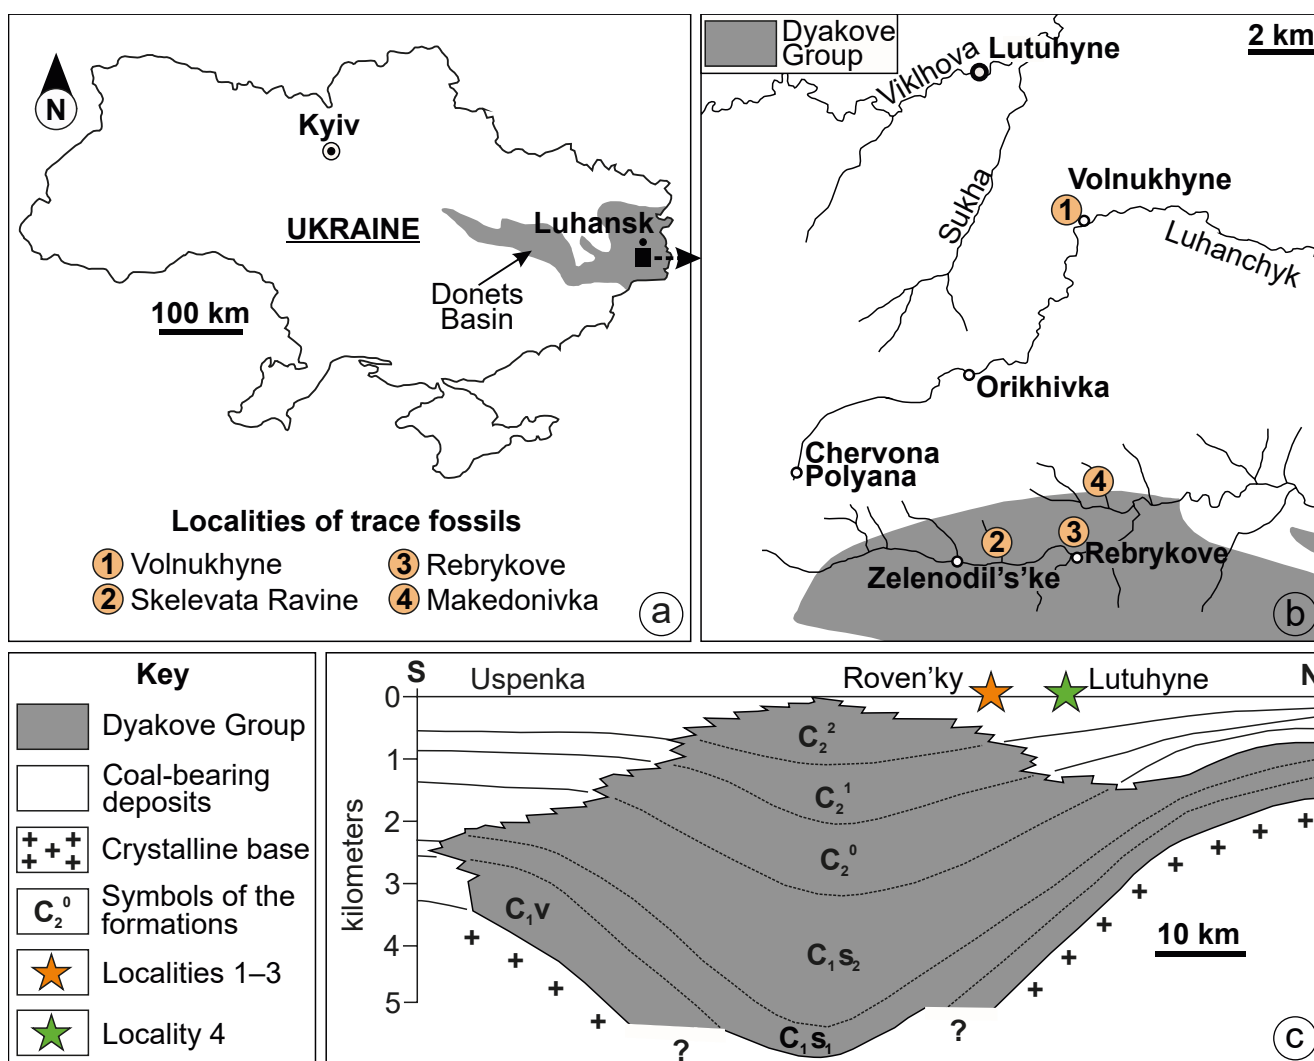 N
Kyiv
UKRAINE
Luhansk
Donets
Basin
100 km
Localities of trace fossils
1 Volnukhyne
2 Skelevata Ravine
3 Rebrykove
4 Makedonivka
a
Dyakove
Group
2 km
Viklhova
Lutuhyne
Sukha
Volnukhyne
1
Luhanchyk
Orikhivka
Chervona
Polyana
4
2
3
Rebrykove
Zelenodil's'ke
b
Key
Dyakove Group
Coal-bearing
deposits
Crystalline base
C₂⁰
Symbols of the
formations
Localities 1–3
Locality 4
S
Uspenka
Roven'ky
Lutuhyne
N
kilometers
0
1
2
3
4
5
C₂²
C₂¹
C₂⁰
C₁v
C₁s₂
C₁s₁
?
?
10 km
c